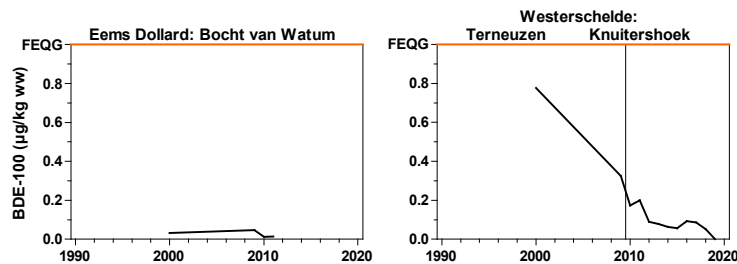 Eems Dollard: Bocht van Watum
FEQG
0.8
0.6
0.4
0.2
0.0
BDE-100 (µg/kg ww)
1990 2000 2010 2020
Westerschelde:
Terneuzen Knuitershoek
FEQG
0.8
0.6
0.4
0.2
0.0
1990 2000 2010 2020